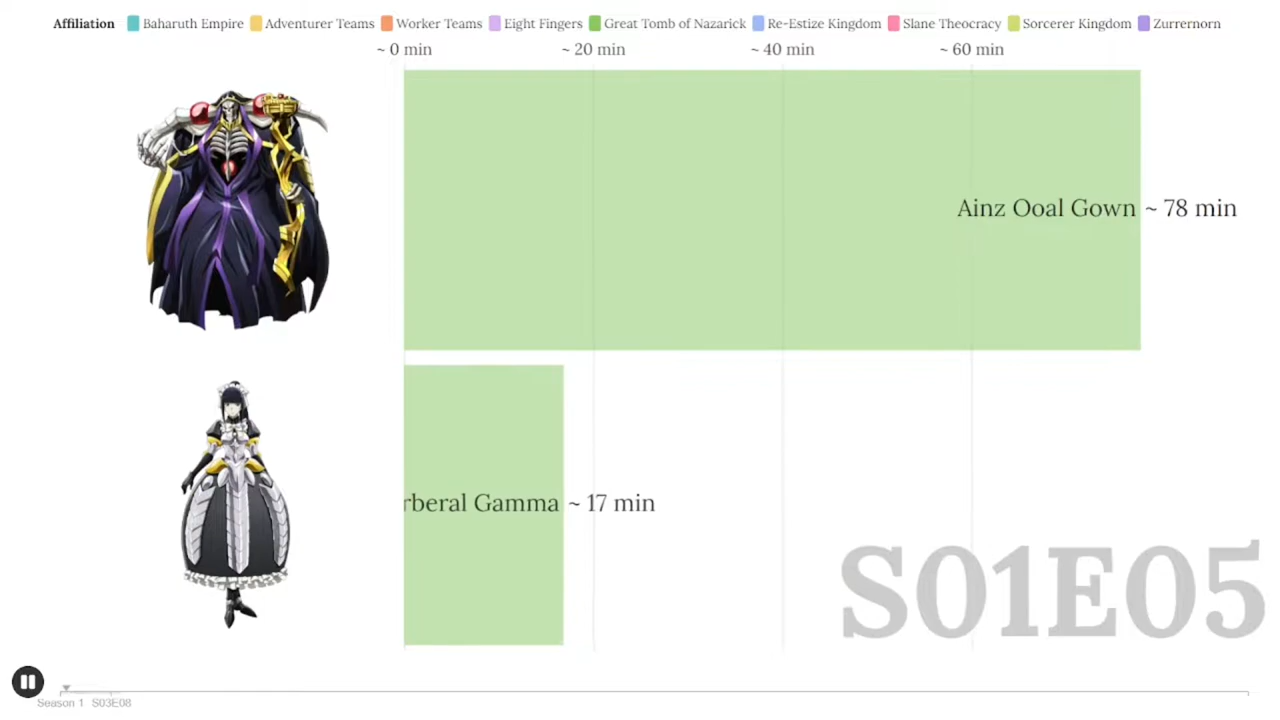 Affiliation Baharuth Empire Adventurer Teams Worker Teams Eight Fingers Great Tomb of Nazarick Re-Estize Kingdom Slane Theocracy Sorcerer Kingdom Zurrernorn
~ 0 min ~ 20 min ~ 40 min ~ 60 min
Ainz Ooal Gown ~ 78 min
rberal Gamma ~ 17 min
S01E05
Season 1 S03E08